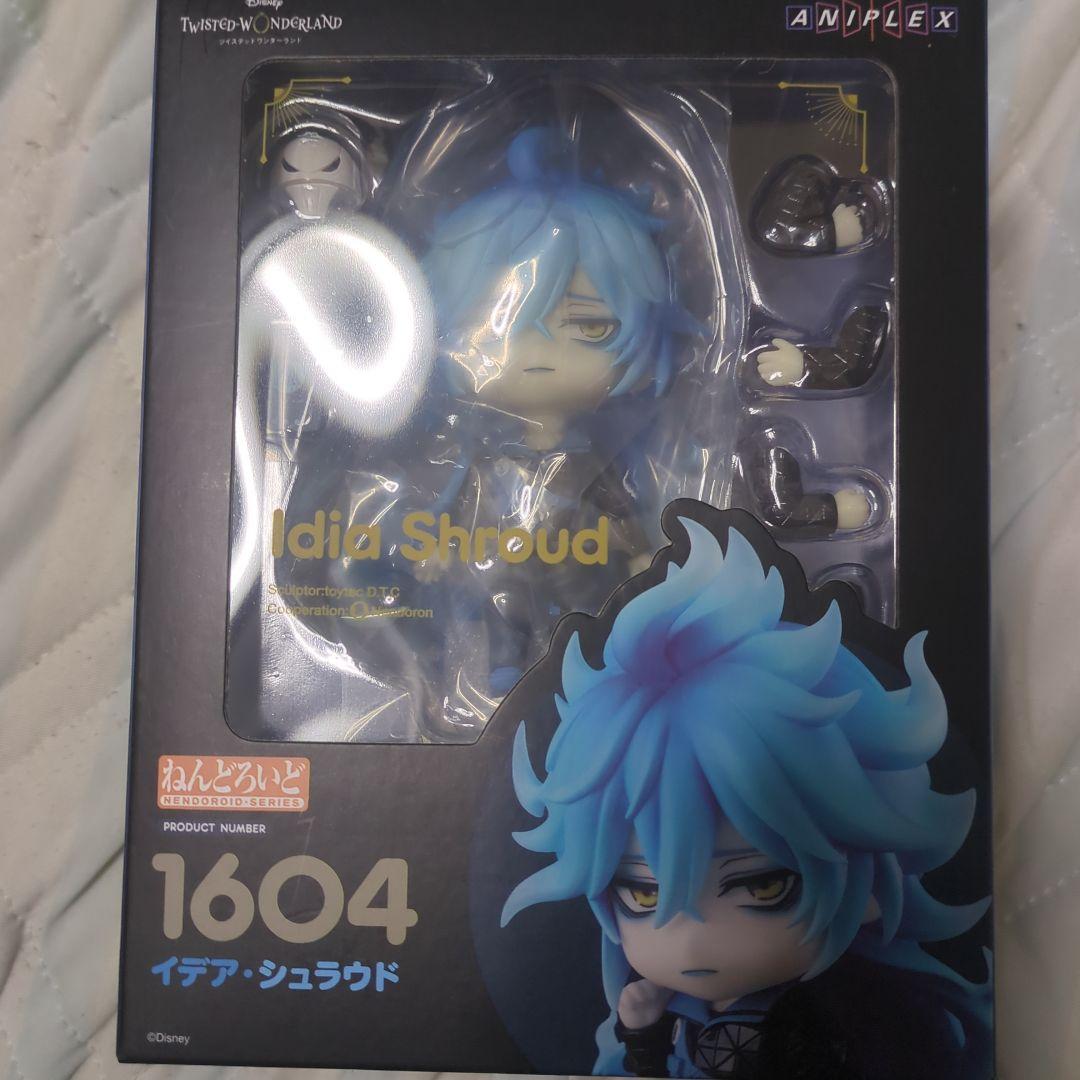 Disney
TWISTED-WONDERLAND
ツイステッドワンダーランド
ANIPLEX
Idia Shroud
Sculptor:toytec D.T.C
Cooperation: Nendoron
ねんどろいど
NENDOROID·SERIES
PRODUCT NUMBER
1604
イデア・シュラウド
©Disney